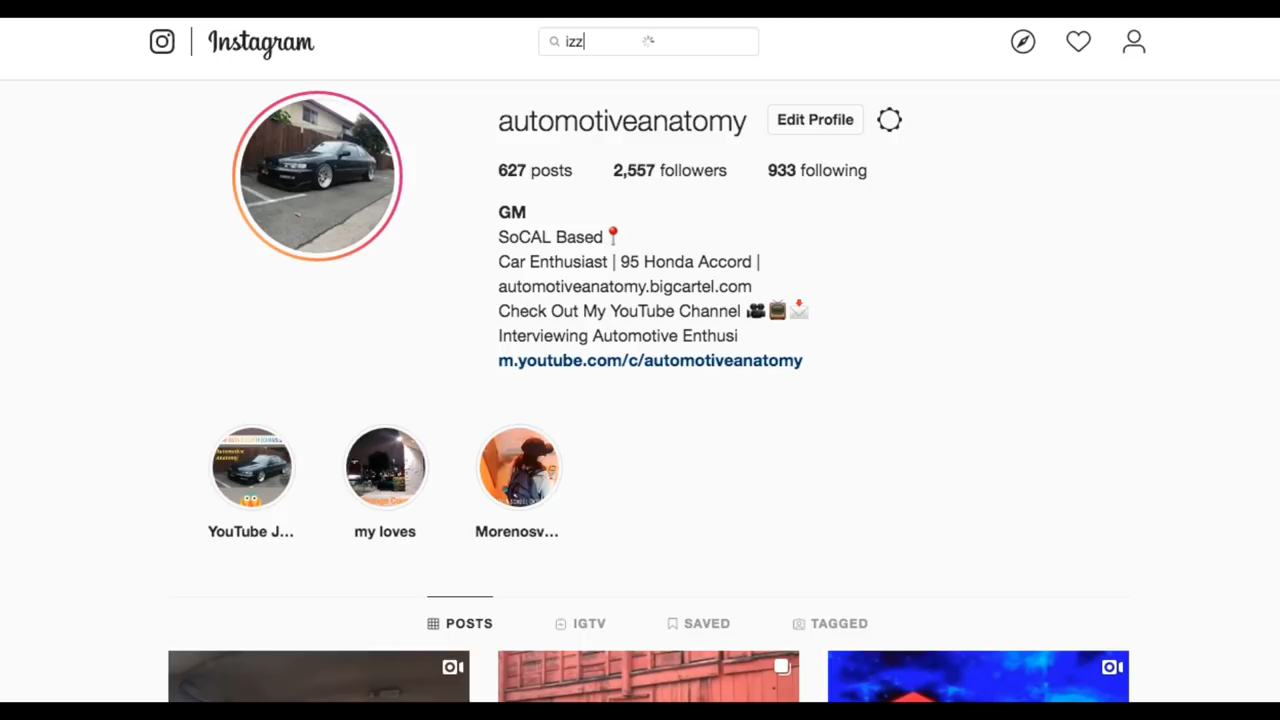 Instagram
izz
automotiveanatomy
Edit Profile
627 posts
2,557 followers
933 following
GM
SoCAL Based📍
Car Enthusiast | 95 Honda Accord |
automotiveanatomy.bigcartel.com
Check Out My YouTube Channel 🎥📺📩
Interviewing Automotive Enthusi
m.youtube.com/c/automotiveanatomy
YouTube J...
my loves
Morenosv...
POSTS
IGTV
SAVED
TAGGED